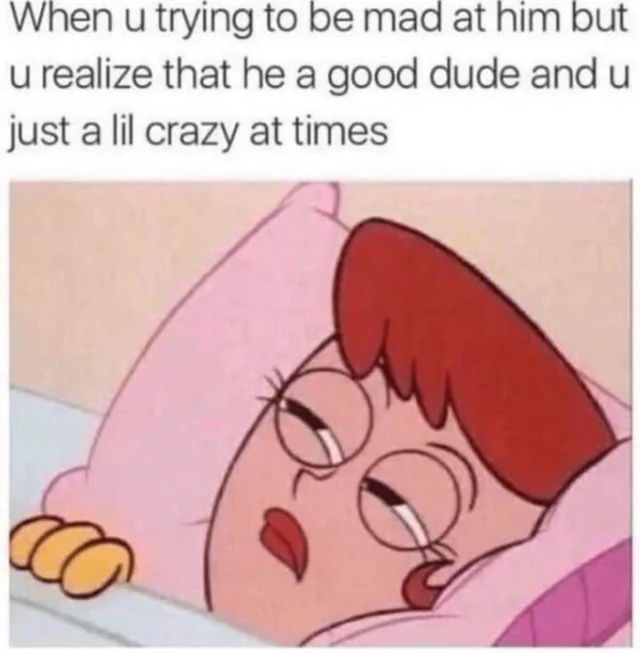 When u trying to be mad at him but
u realize that he a good dude and u
just a lil crazy at times